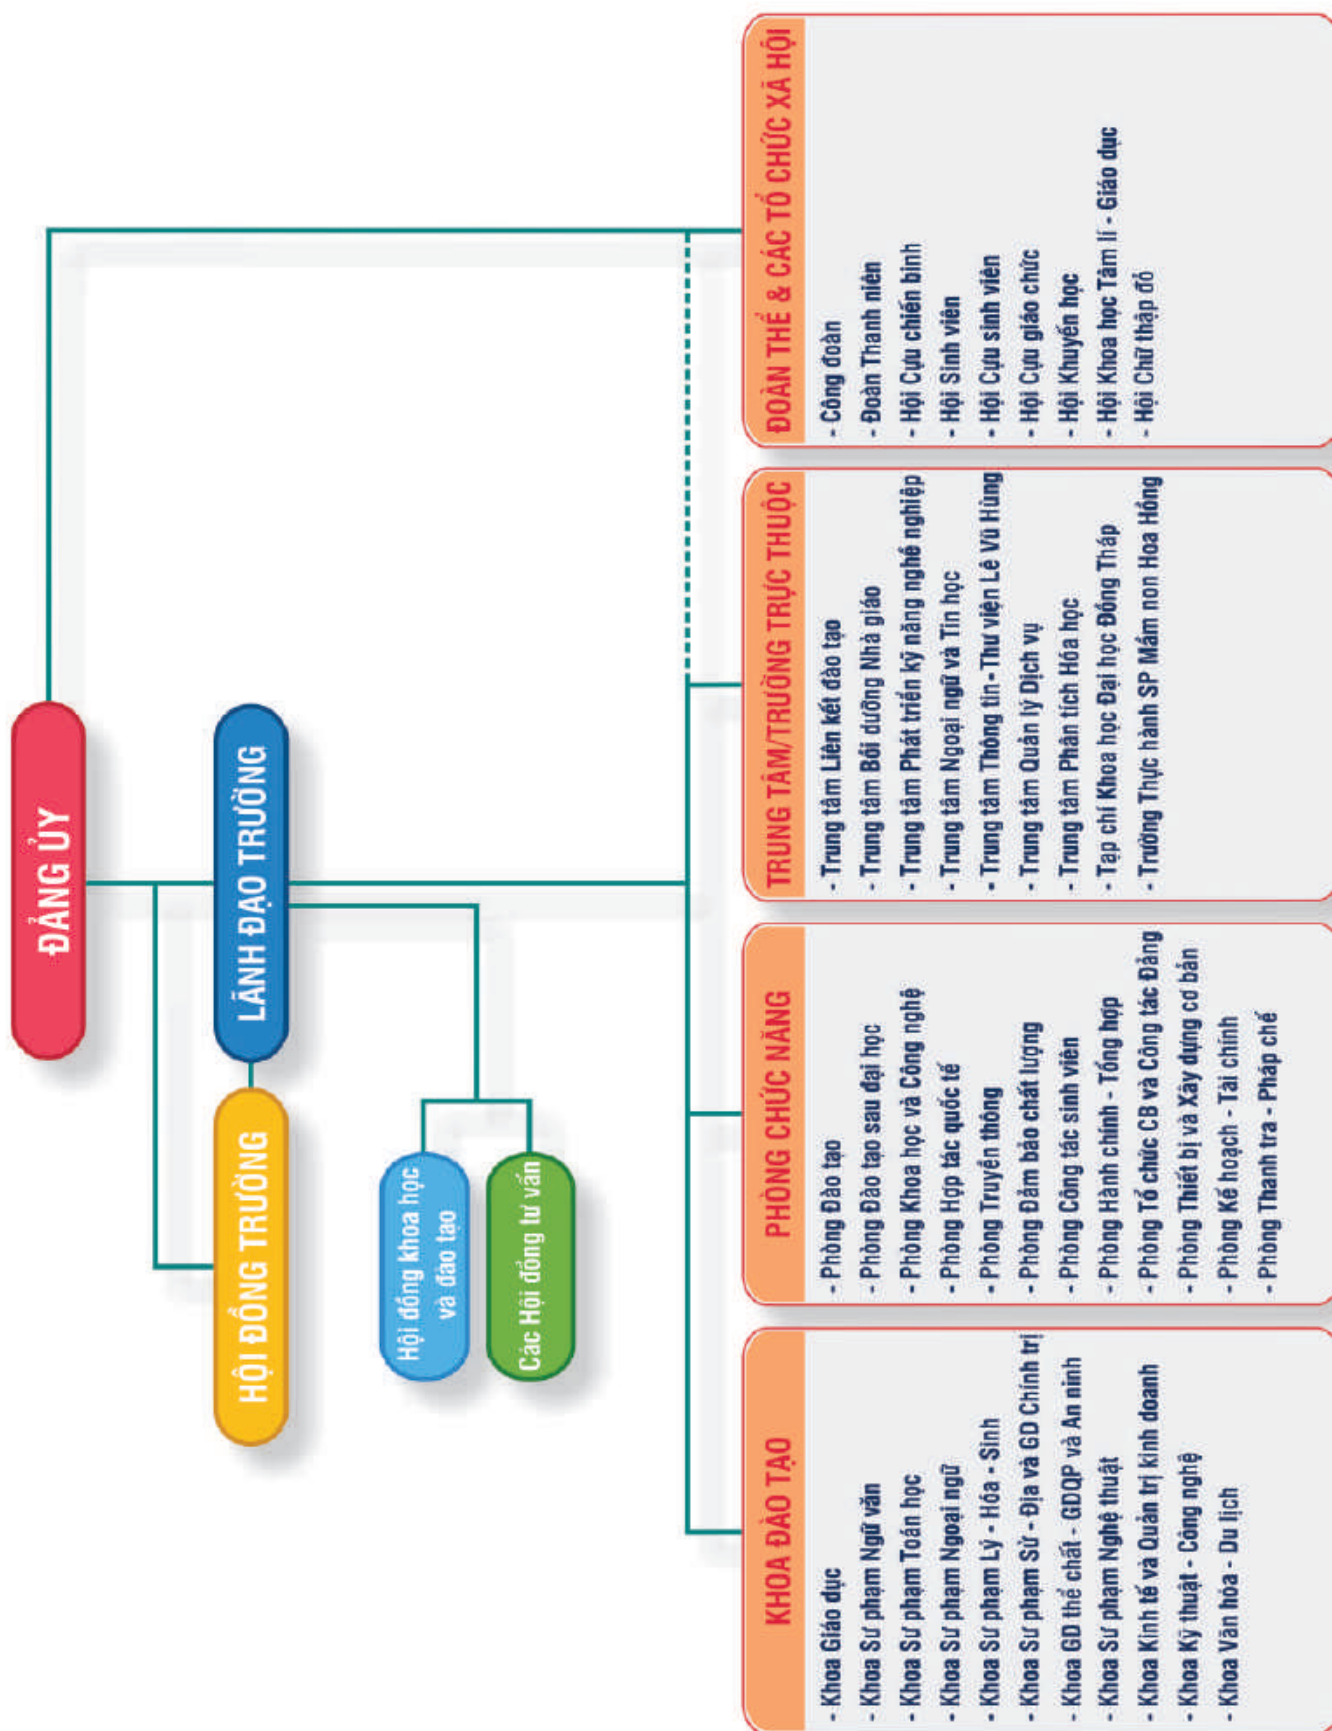 ĐẢNG ỦY
HỘI ĐỒNG TRƯỜNG
LÃNH ĐẠO TRƯỜNG
Hội đồng khoa học
và đào tạo
Các Hội đồng tư vấn
KHOA ĐÀO TẠO
- Khoa Giáo dục
- Khoa Sư phạm Ngữ văn
- Khoa Sư phạm Toán học
- Khoa Sư phạm Ngoại ngữ
- Khoa Sư phạm Lý - Hóa - Sinh
- Khoa Sư phạm Sử - Địa và GD Chính trị
- Khoa GD thể chất - GDQP và An ninh
- Khoa Sư phạm Nghệ thuật
- Khoa Kinh tế và Quản trị kinh doanh
- Khoa Kỹ thuật - Công nghệ
- Khoa Văn hóa - Du lịch
PHÒNG CHỨC NĂNG
- Phòng Đào tạo
- Phòng Đào tạo sau đại học
- Phòng Khoa học và Công nghệ
- Phòng Hợp tác quốc tế
- Phòng Truyền thông
- Phòng Đảm bảo chất lượng
- Phòng Công tác sinh viên
- Phòng Hành chính - Tổng hợp
- Phòng Tổ chức CB và Công tác Đảng
- Phòng Thiết bị và Xây dựng cơ bản
- Phòng Kế hoạch - Tài chính
- Phòng Thanh tra - Pháp chế
TRUNG TÂM/TRƯỜNG TRỰC THUỘC
- Trung tâm Liên kết đào tạo
- Trung tâm Bồi dưỡng Nhà giáo
- Trung tâm Phát triển kỹ năng nghề nghiệp
- Trung tâm Ngoại ngữ và Tin học
- Trung tâm Thông tin - Thư viện Lê Vũ Hùng
- Trung tâm Quản lý Dịch vụ
- Trung tâm Phân tích Hóa học
- Tạp chí Khoa học Đại học Đồng Tháp
- Trường Thực hành SP Mầm non Hoa Hồng
ĐOÀN THỂ & CÁC TỔ CHỨC XÃ HỘI
- Công đoàn
- Đoàn Thanh niên
- Hội Cựu chiến binh
- Hội Sinh viên
- Hội Cựu sinh viên
- Hội Cựu giáo chức
- Hội Khuyến học
- Hội Khoa học Tâm lí - Giáo dục
- Hội Chữ thập đỏ